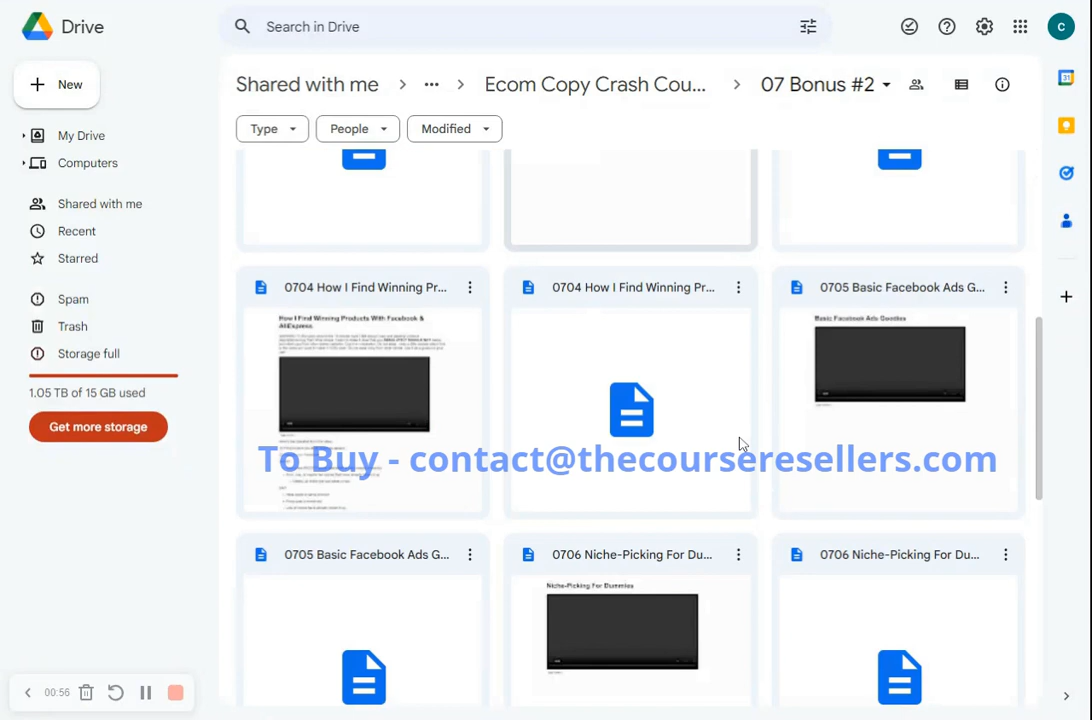 Drive
Search in Drive
C
New
Shared with me > ... > Ecom Copy Crash Cou... > 07 Bonus #2
31
Type
People
Modified
My Drive
Computers
Shared with me
Recent
Starred
Spam
Trash
Storage full
1.05 TB of 15 GB used
Get more storage
0704 How I Find Winning Pr...
0704 How I Find Winning Pr...
0705 Basic Facebook Ads G...
How I Find Winning Products With Facebook &
AliExpress
Basic Facebook Ads Goodies
To Buy - contact@thecourseresellers.com
0705 Basic Facebook Ads G...
0706 Niche-Picking For Du...
0706 Niche-Picking For Du...
Niche-Picking For Dummies
00:56